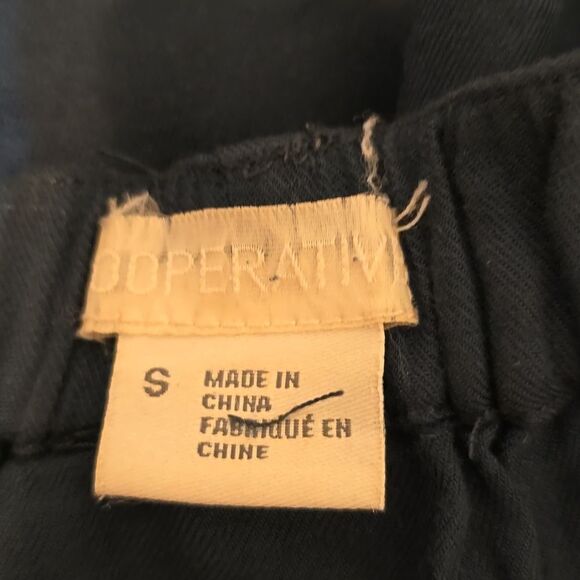 OOPERATIV
S
MADE IN
CHINA
FABRIQUÉ EN
CHINE